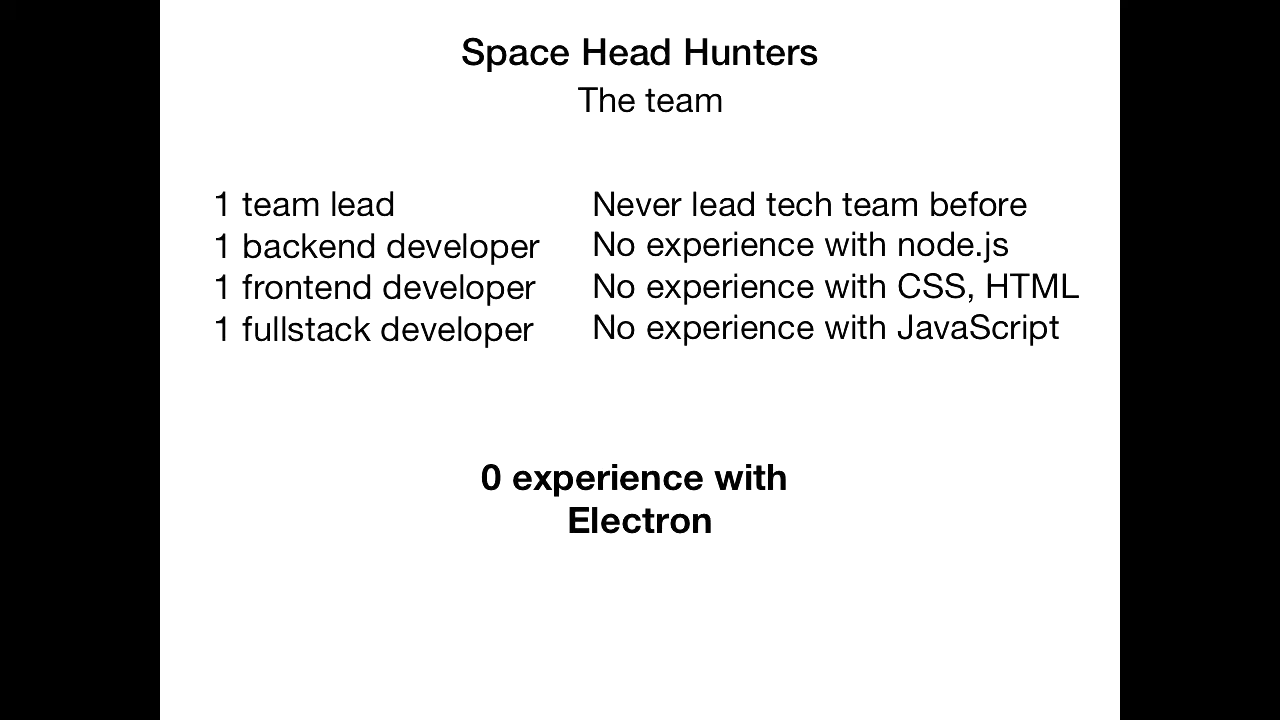 Space Head Hunters
The team
1 team lead
Never lead tech team before
1 backend developer
No experience with node.js
1 frontend developer
No experience with CSS, HTML
1 fullstack developer
No experience with JavaScript
0 experience with
Electron